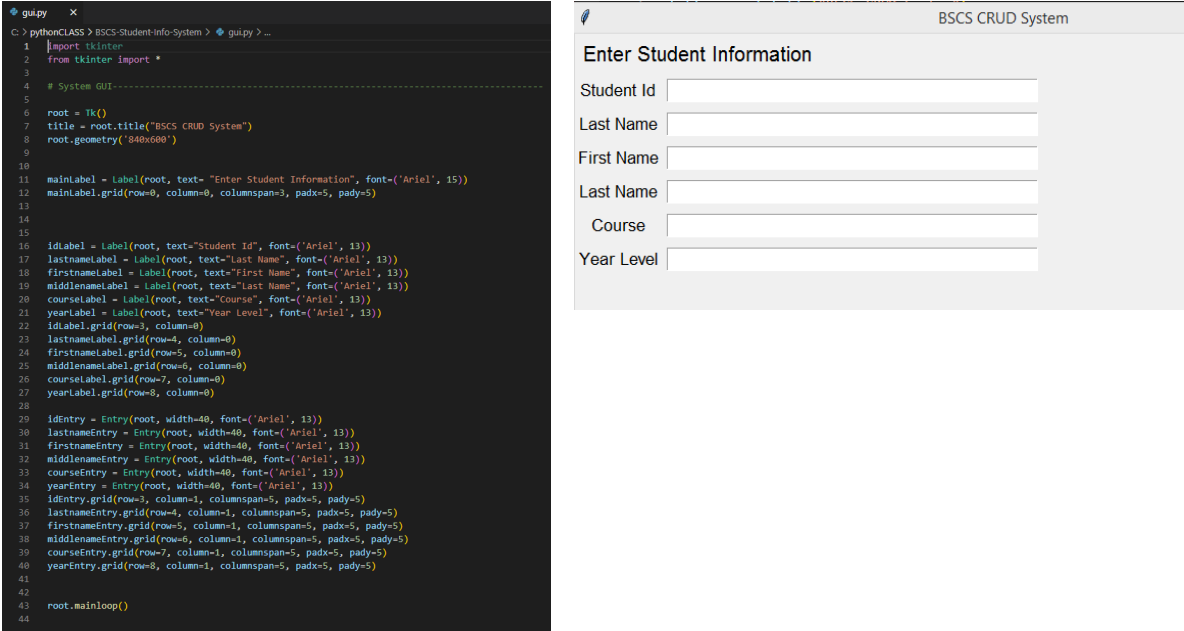 gui.py ×
C: > pythonCLASS > BSCS-Student-Info-System > gui.py > ...
1 import tkinter
2 from tkinter import *
3
4 # System GUI--------------------------------------------------------------------------------
5
6 root = Tk()
7 title = root.title("BSCS CRUD System")
8 root.geometry('840x600')
9
10
11 mainLabel = Label(root, text= "Enter Student Information", font=('Ariel', 15))
12 mainLabel.grid(row=0, column=0, columnspan=3, padx=5, pady=5)
13
14
15
16 idLabel = Label(root, text="Student Id", font=('Ariel', 13))
17 lastnameLabel = Label(root, text="Last Name", font=('Ariel', 13))
18 firstnameLabel = Label(root, text="First Name", font=('Ariel', 13))
19 middlenameLabel = Label(root, text="Last Name", font=('Ariel', 13))
20 courseLabel = Label(root, text="Course", font=('Ariel', 13))
21 yearLabel = Label(root, text="Year Level", font=('Ariel', 13))
22 idLabel.grid(row=3, column=0)
23 lastnameLabel.grid(row=4, column=0)
24 firstnameLabel.grid(row=5, column=0)
25 middlenameLabel.grid(row=6, column=0)
26 courseLabel.grid(row=7, column=0)
27 yearLabel.grid(row=8, column=0)
28
29 idEntry = Entry(root, width=40, font=('Ariel', 13))
30 lastnameEntry = Entry(root, width=40, font=('Ariel', 13))
31 firstnameEntry = Entry(root, width=40, font=('Ariel', 13))
32 middlenameEntry = Entry(root, width=40, font=('Ariel', 13))
33 courseEntry = Entry(root, width=40, font=('Ariel', 13))
34 yearEntry = Entry(root, width=40, font=('Ariel', 13))
35 idEntry.grid(row=3, column=1, columnspan=5, padx=5, pady=5)
36 lastnameEntry.grid(row=4, column=1, columnspan=5, padx=5, pady=5)
37 firstnameEntry.grid(row=5, column=1, columnspan=5, padx=5, pady=5)
38 middlenameEntry.grid(row=6, column=1, columnspan=5, padx=5, pady=5)
39 courseEntry.grid(row=7, column=1, columnspan=5, padx=5, pady=5)
40 yearEntry.grid(row=8, column=1, columnspan=5, padx=5, pady=5)
41
42
43 root.mainloop()
44
BSCS CRUD System
Enter Student Information
Student Id
Last Name
First Name
Last Name
Course
Year Level